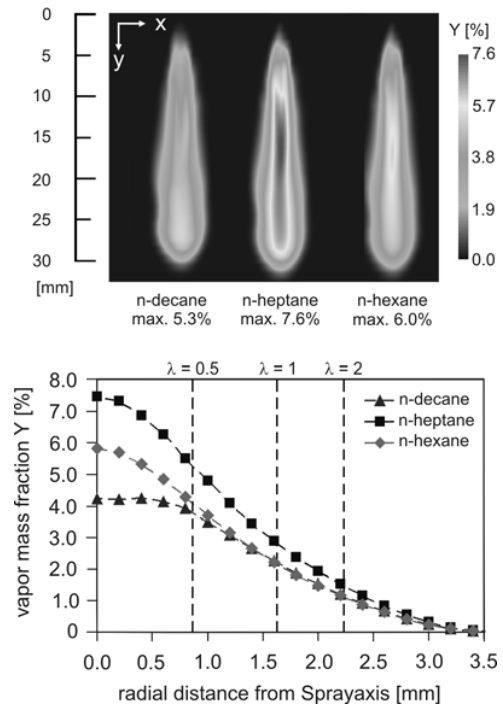 0
5
10
15
20
25
30
[mm]
x
y
Y [%]
7.6
5.7
3.8
1.9
0.0
n-decane
max. 5.3%
n-heptane
max. 7.6%
n-hexane
max. 6.0%
λ = 0.5
λ = 1
λ = 2
vapor mass fraction Y [%]
8.0
7.0
6.0
5.0
4.0
3.0
2.0
1.0
0
n-decane
n-heptane
n-hexane
0.0 0.5 1.0 1.5 2.0 2.5 3.0 3.5
radial distance from Sprayaxis [mm]